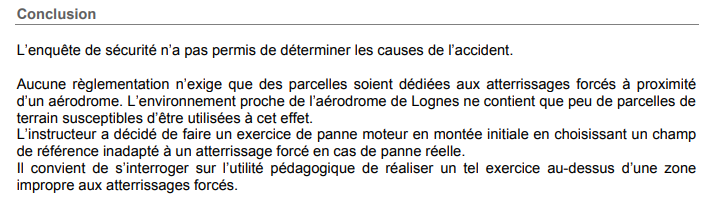 Conclusion
L'enquête de sécurité n'a pas permis de déterminer les causes de l'accident.
Aucune règlementation n'exige que des parcelles soient dédiées aux atterrissages forcés à proximité
d'un aérodrome. L'environnement proche de l'aérodrome de Lognes ne contient que peu de parcelles de
terrain susceptibles d'être utilisées à cet effet.
L'instructeur a décidé de faire un exercice de panne moteur en montée initiale en choisissant un champ
de référence inadapté à un atterrissage forcé en cas de panne réelle.
Il convient de s'interroger sur l'utilité pédagogique de réaliser un tel exercice au-dessus d'une zone
impropre aux atterrissages forcés.